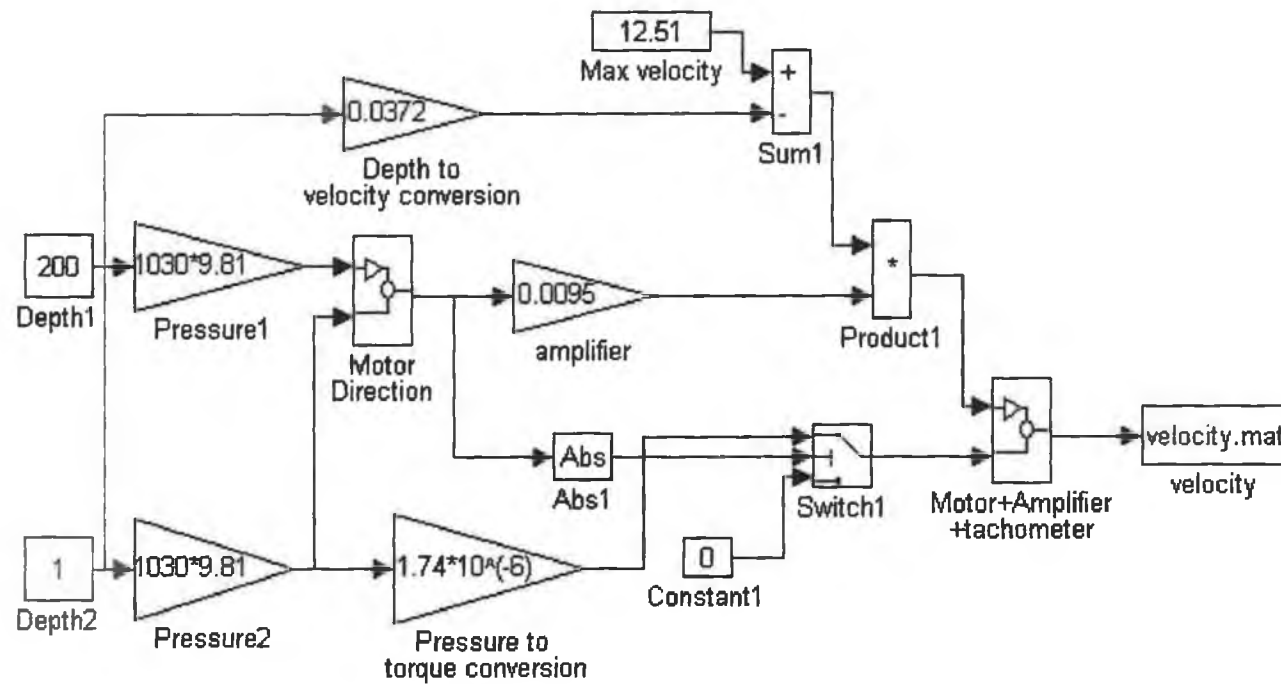 12.51
Max velocity
+
-
Sum1
0.0372
Depth to
velocity conversion
200
Depth1
1030*9.81
Pressure1
Motor
Direction
0.0095
amplifier
*
Product1
Abs
Abs1
Switch1
Motor+Amplifier
+tachometer
velocity.mat
velocity
1
Depth2
1030*9.81
Pressure2
1.74*10^(-6)
Pressure to
torque conversion
0
Constant1